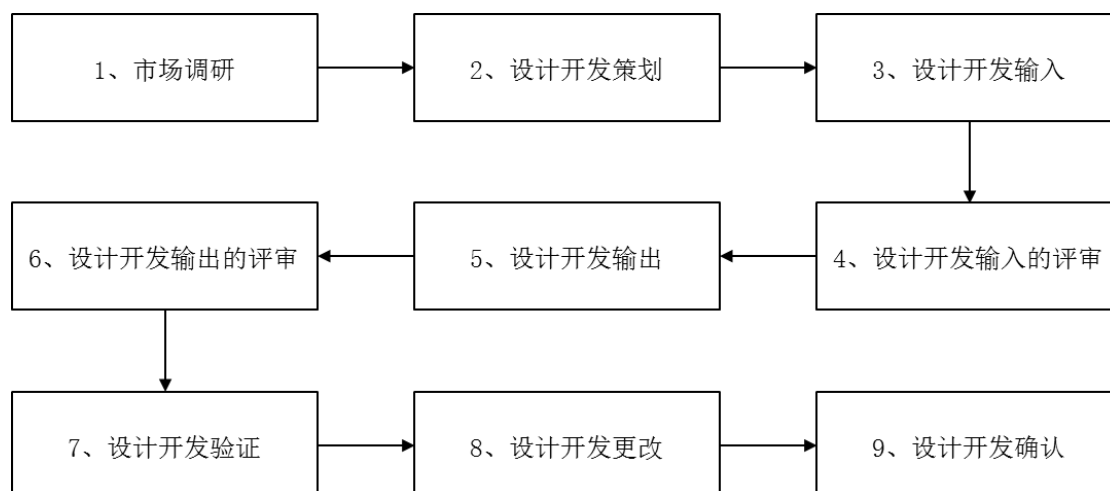 1、市场调研
2、设计开发策划
3、设计开发输入
4、设计开发输入的评审
5、设计开发输出
6、设计开发输出的评审
7、设计开发验证
8、设计开发更改
9、设计开发确认